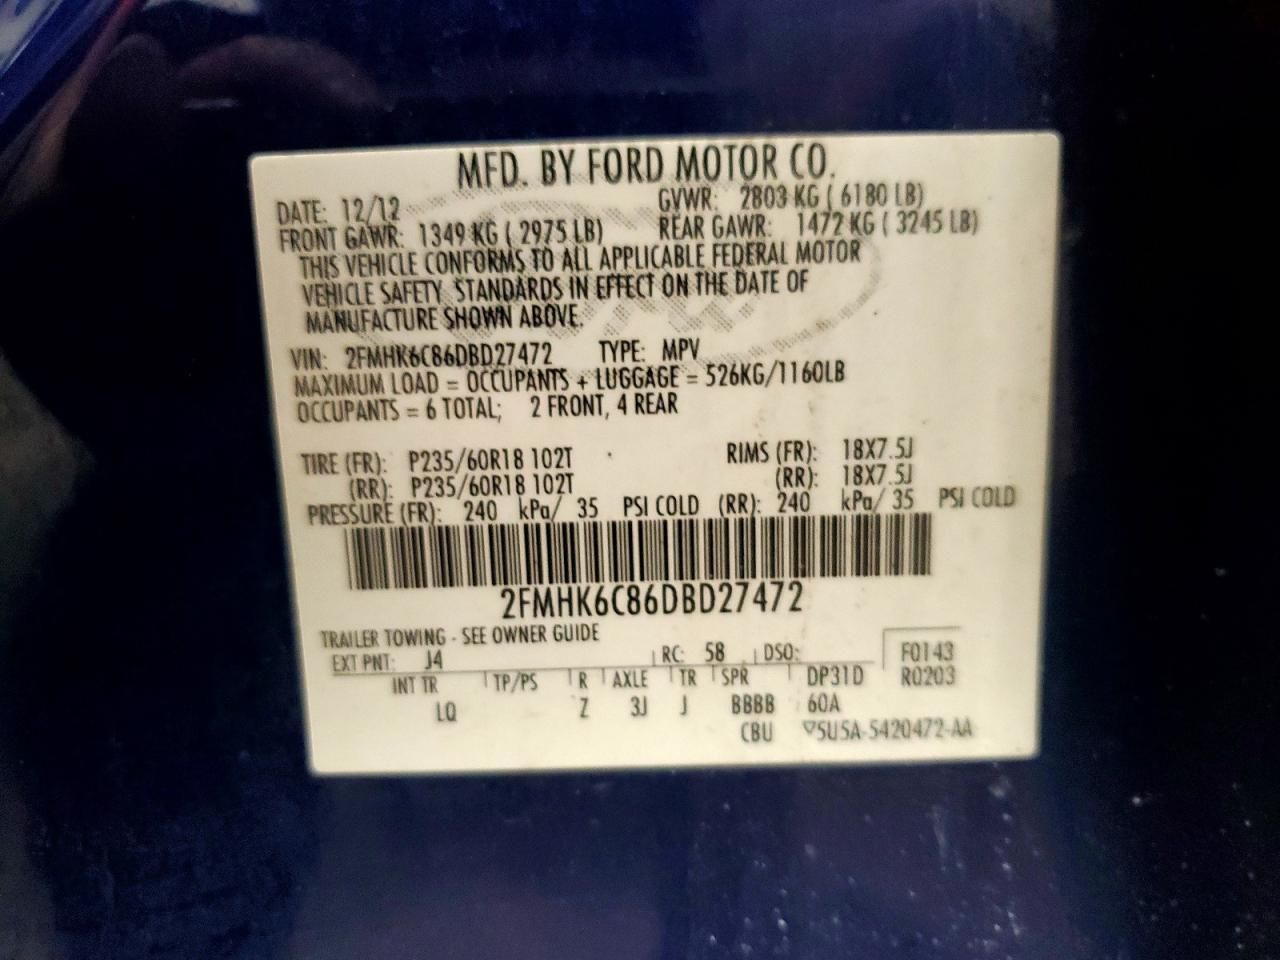 MFD. BY FORD MOTOR CO.
DATE: 12/12 GVWR: 2803 KG ( 6180 LB)
FRONT GAWR: 1349 KG ( 2975 LB) REAR GAWR: 1472 KG ( 3245 LB)
THIS VEHICLE CONFORMS TO ALL APPLICABLE FEDERAL MOTOR
VEHICLE SAFETY STANDARDS IN EFFECT ON THE DATE OF
MANUFACTURE SHOWN ABOVE.
VIN: 2FMHK6C86DBD27472 TYPE: MPV
MAXIMUM LOAD = OCCUPANTS + LUGGAGE = 526KG/1160LB
OCCUPANTS = 6 TOTAL; 2 FRONT, 4 REAR
TIRE (FR): P235/60R18 102T RIMS (FR): 18X7.5J
(RR): P235/60R18 102T (RR): 18X7.5J
PRESSURE (FR): 240 kPa/ 35 PSI COLD (RR): 240 kPa/ 35 PSI COLD
2FMHK6C86DBD27472
TRAILER TOWING - SEE OWNER GUIDE
EXT PNT: J4 RC: 58 DSO: F0143
INT TR TP/PS R AXLE TR SPR DP31D R0203
LQ Z 3J J BBBB 60A
CBU ▽5U5A-5420472-AA